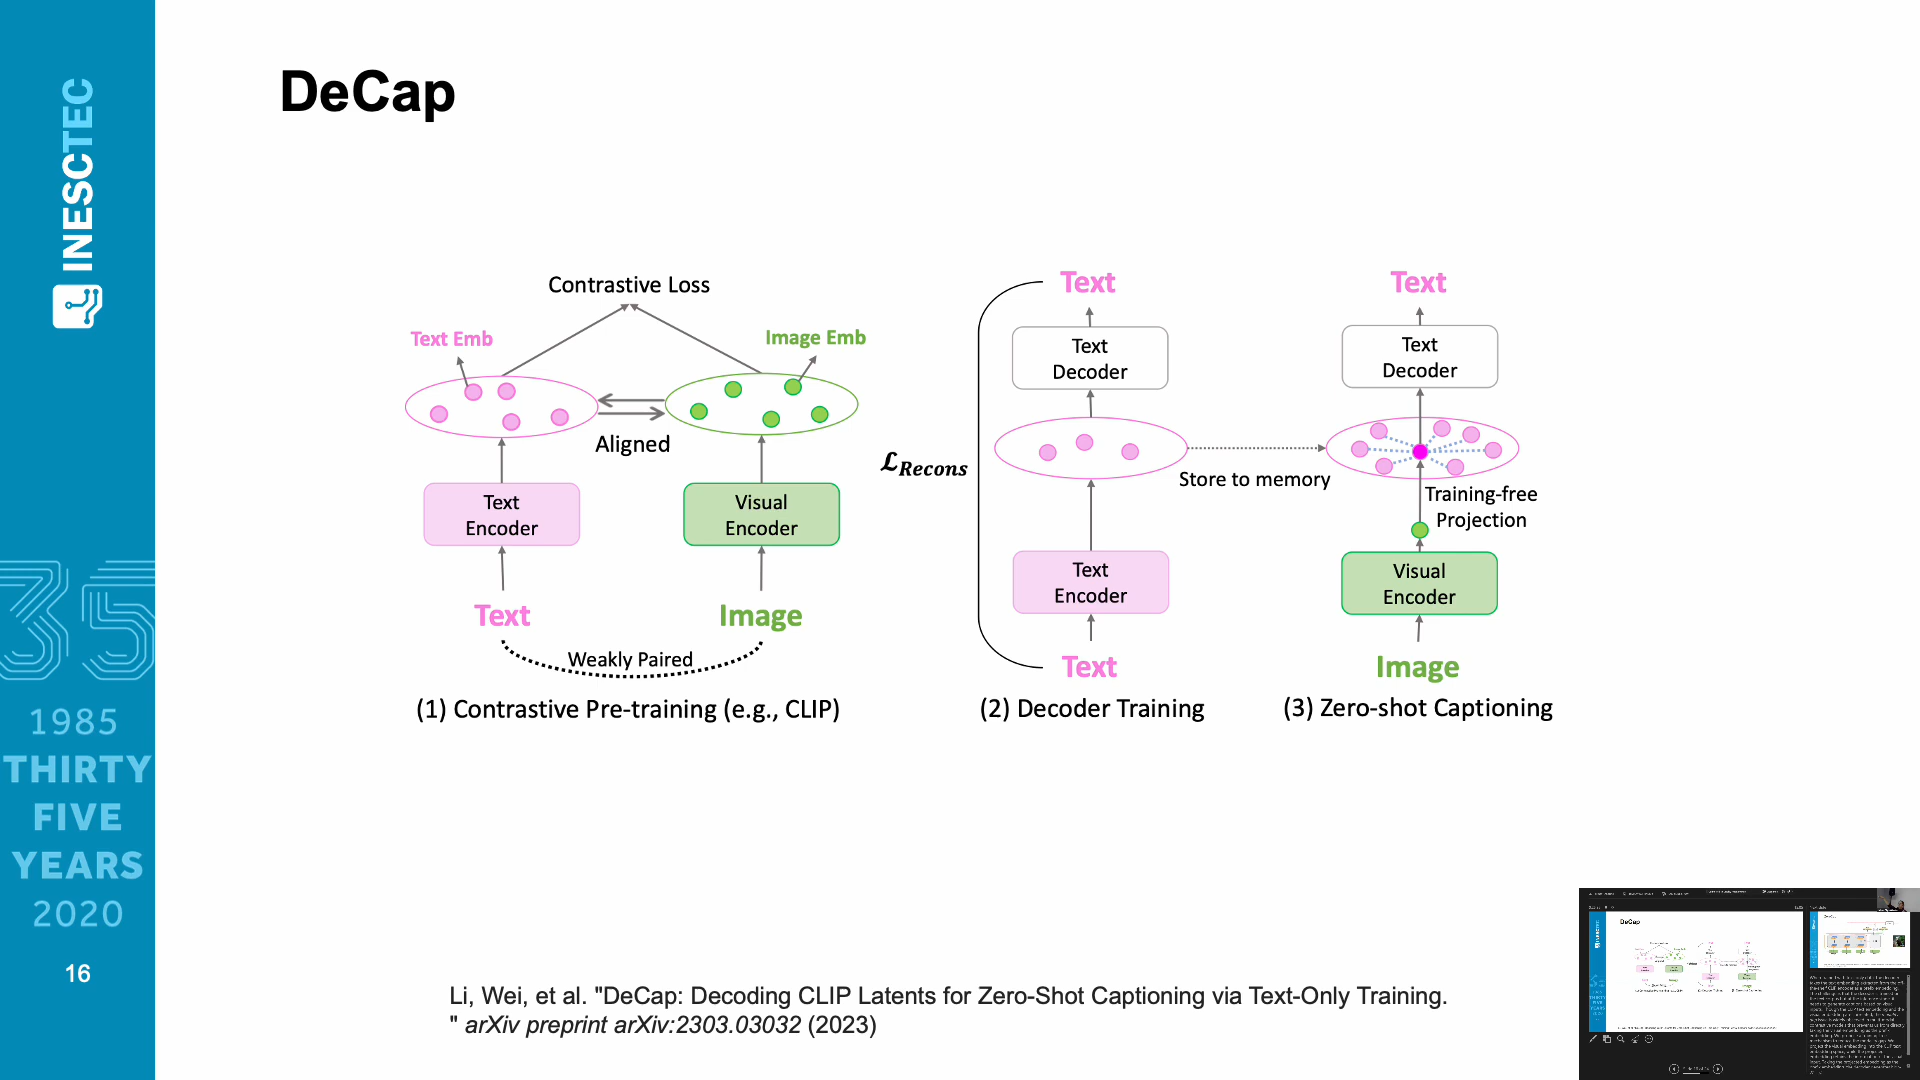 INESCTEC
35
1985
THIRTY
FIVE
YEARS
2020
16
DeCap
Contrastive Loss
Text Emb
Image Emb
Aligned
Text
Encoder
Visual
Encoder
Text
Image
Weakly Paired
(1) Contrastive Pre-training (e.g., CLIP)
Text
Text
Decoder
ℒRecons
Store to memory
Text
Encoder
Text
(2) Decoder Training
Text
Text
Decoder
Training-free
Projection
Visual
Encoder
Image
(3) Zero-shot Captioning
Li, Wei, et al. "DeCap: Decoding CLIP Latents for Zero-Shot Captioning via Text-Only Training.
" arXiv preprint arXiv:2303.03032 (2023)
DeCap